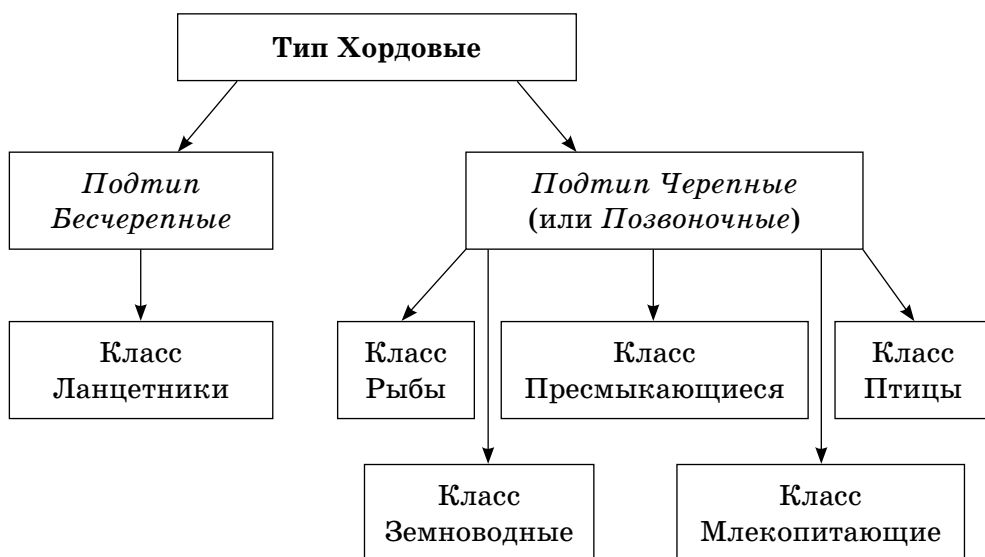 Тип Хордовые
Подтип
Бесчерепные
Подтип Черепные
(или Позвоночные)
Класс
Ланцетники
Класс
Рыбы
Класс
Пресмыкающиеся
Класс
Птицы
Класс
Земноводные
Класс
Млекопитающие